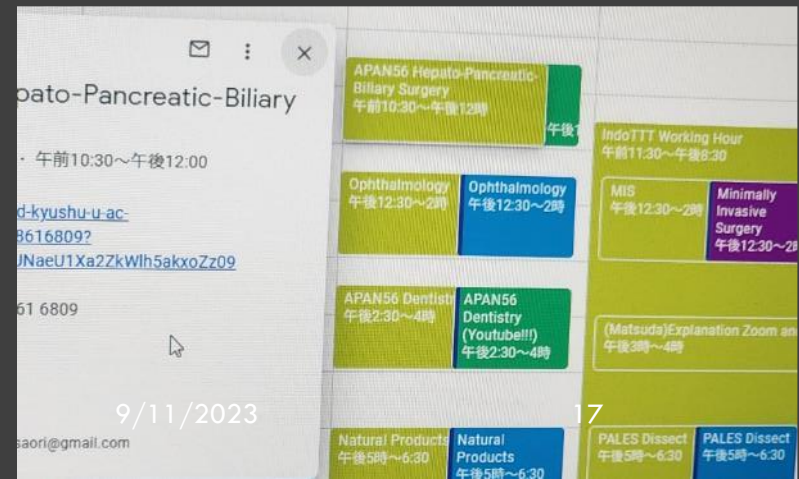 pato-Pancreatic-Biliary
・ 午前10:30～午後12:00
d-kyushu-u-ac-
8616809?
JNaeU1Xa2ZkWlh5akxoZz09
61 6809
saori@gmail.com
9/11/2023
17
APAN56 Hepato-Pancreatic-
Biliary Surgery
午前10:30～午後12時
午後1
Ophthalmology
午後12:30～2時
Ophthalmology
午後12:30～2時
APAN56 Dentistr
午後2:30～4時
APAN56
Dentistry
(Youtube!!!)
午後2:30～4時
Natural Products
午後5時～6:30
Natural
Products
午後5時～6:30
IndoTTT Working Hour
午前11:30～午後8:30
MIS
午後12:30～2時
Minimally
Invasive
Surgery
午後12:30～2時
(Matsuda)Explanation Zoom an
午後3時～4時
PALES Dissect
午後5時～6:30
PALES Dissect
午後5時～6:30